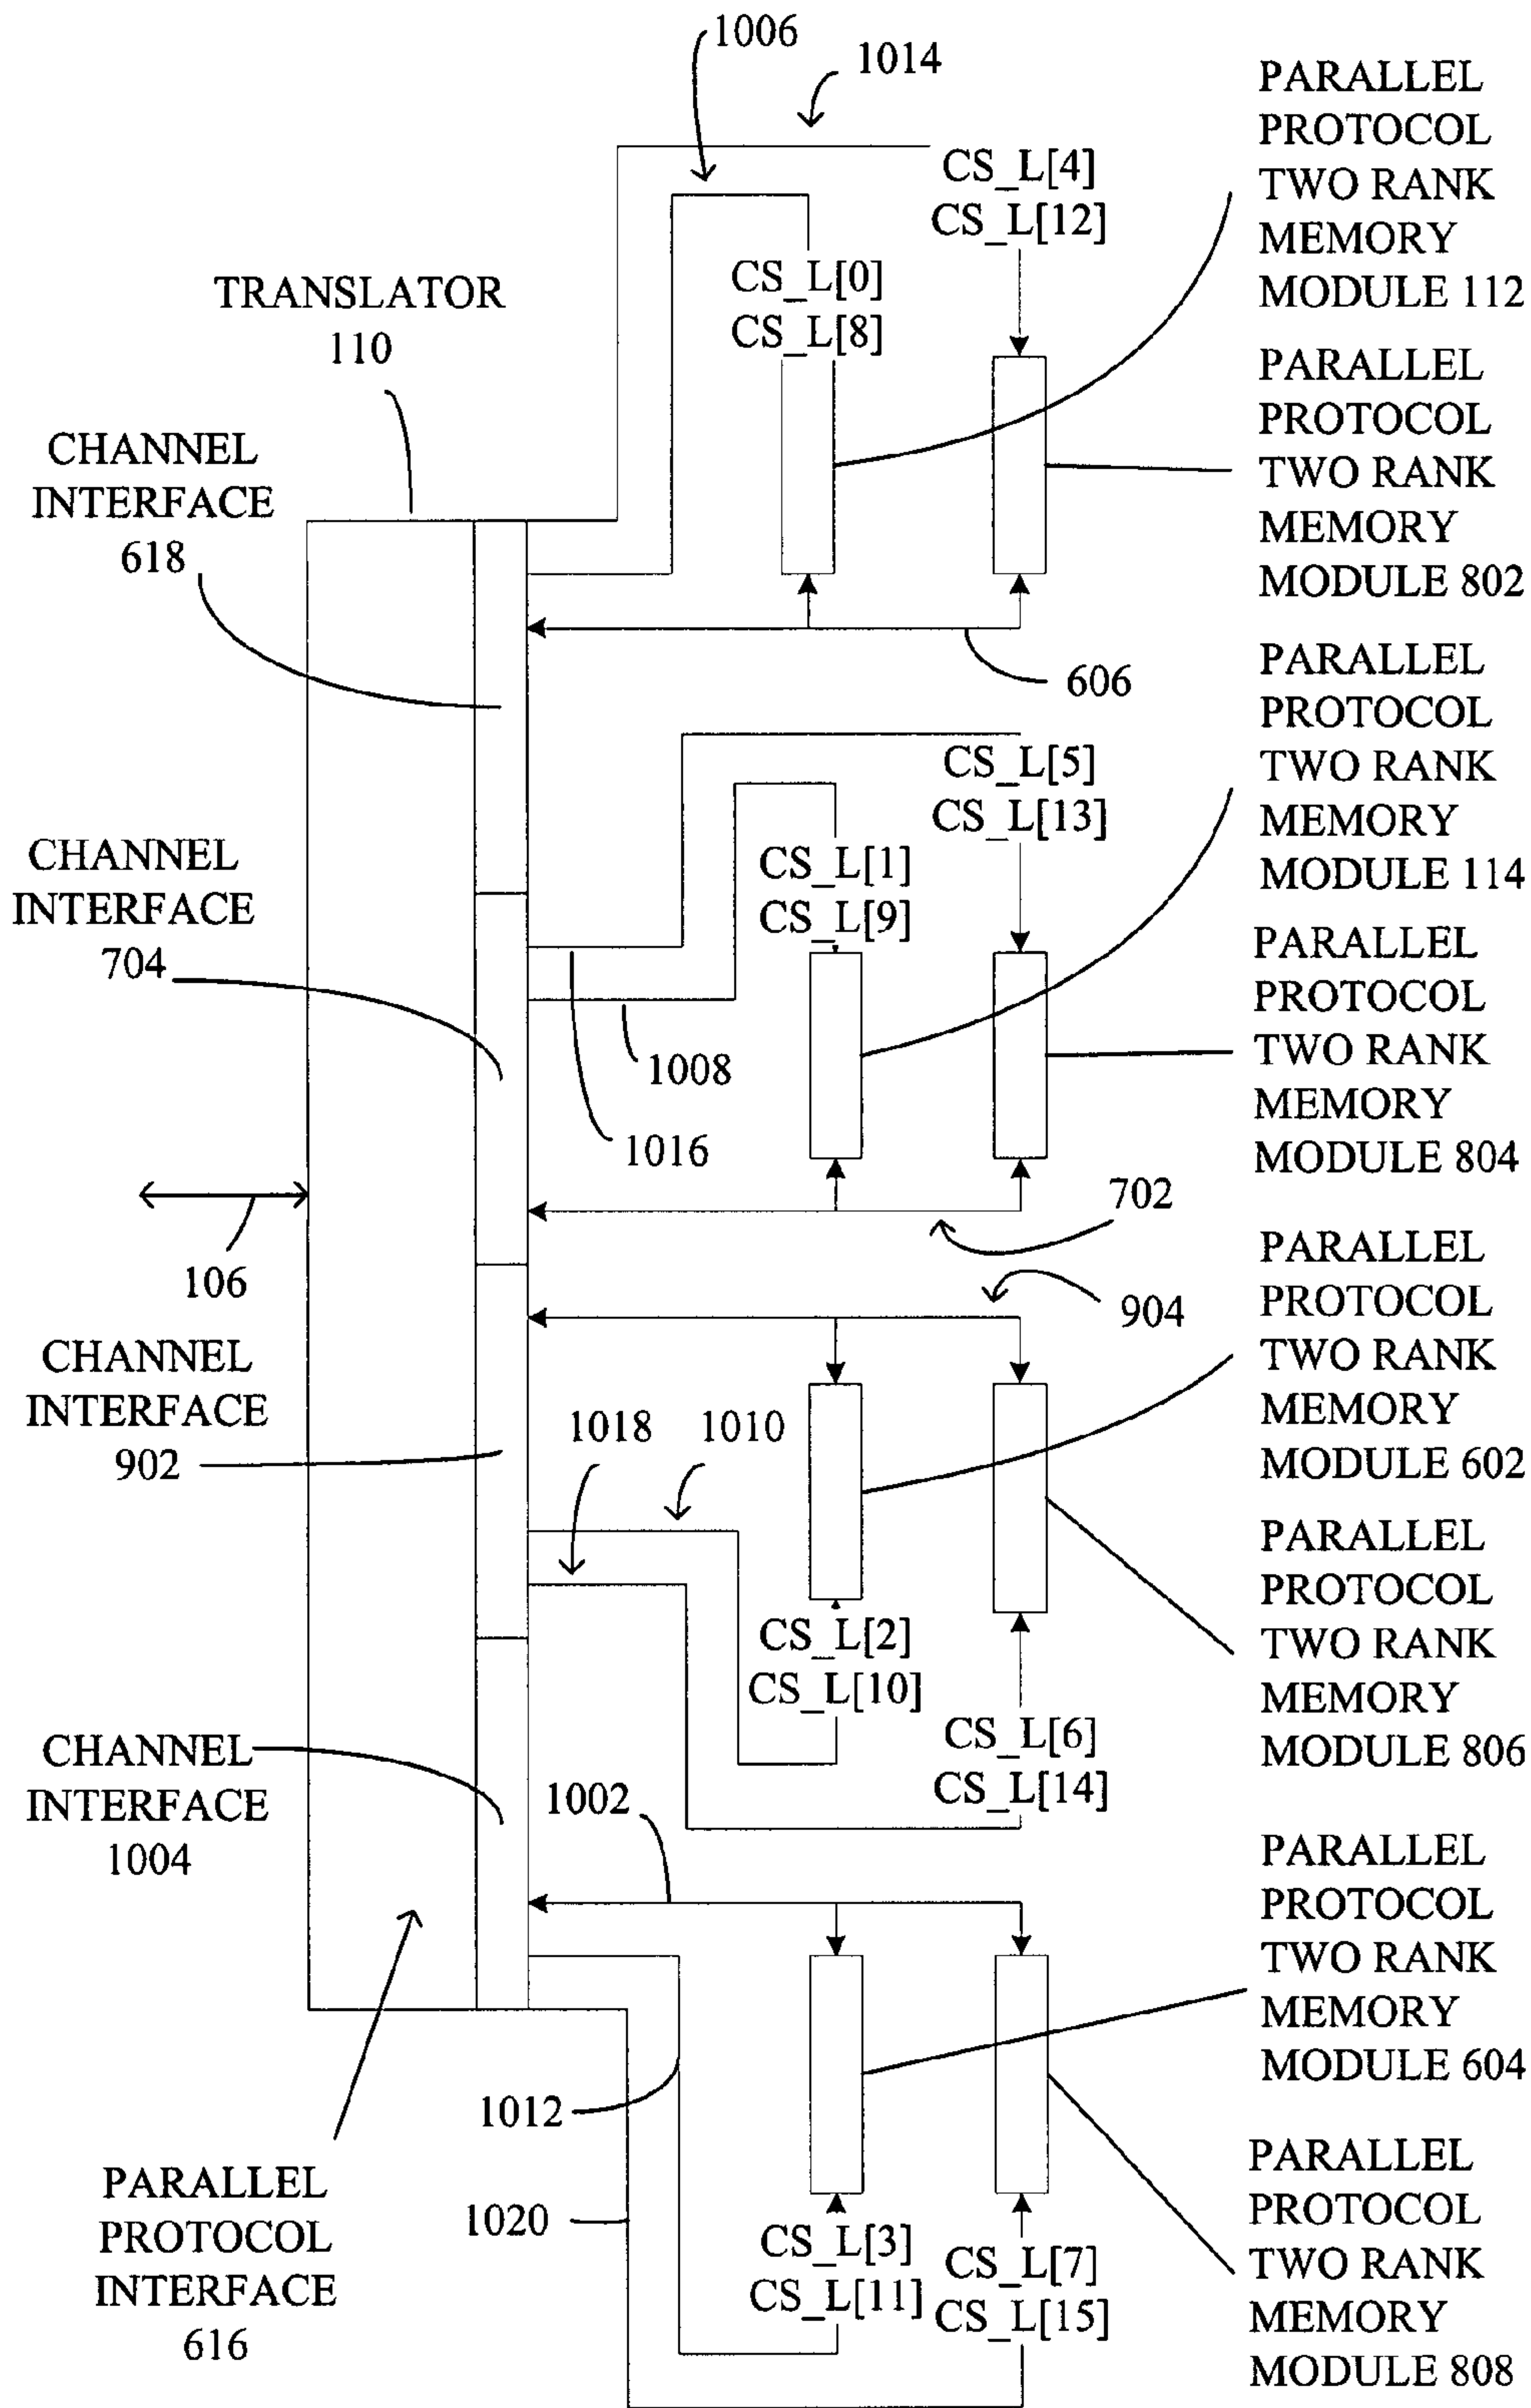 1006
1014
PARALLEL
PROTOCOL
TWO RANK
MEMORY
MODULE 112
CS_L[4]
CS_L[12]
CS_L[0]
CS_L[8]
TRANSLATOR
110
PARALLEL
PROTOCOL
TWO RANK
MEMORY
MODULE 802
CHANNEL
INTERFACE
618
606
PARALLEL
PROTOCOL
TWO RANK
MEMORY
MODULE 114
CS_L[5]
CS_L[13]
CS_L[1]
CS_L[9]
CHANNEL
INTERFACE
704
1008
1016
PARALLEL
PROTOCOL
TWO RANK
MEMORY
MODULE 804
106
702
904
PARALLEL
PROTOCOL
TWO RANK
MEMORY
MODULE 602
CHANNEL
INTERFACE
902
1018
1010
CS_L[2]
CS_L[10]
CS_L[6]
CS_L[14]
PARALLEL
PROTOCOL
TWO RANK
MEMORY
MODULE 806
CHANNEL
INTERFACE
1004
1002
PARALLEL
PROTOCOL
TWO RANK
MEMORY
MODULE 604
1012
1020
PARALLEL
PROTOCOL
INTERFACE
616
CS_L[3]
CS_L[11]
CS_L[7]
CS_L[15]
PARALLEL
PROTOCOL
TWO RANK
MEMORY
MODULE 808